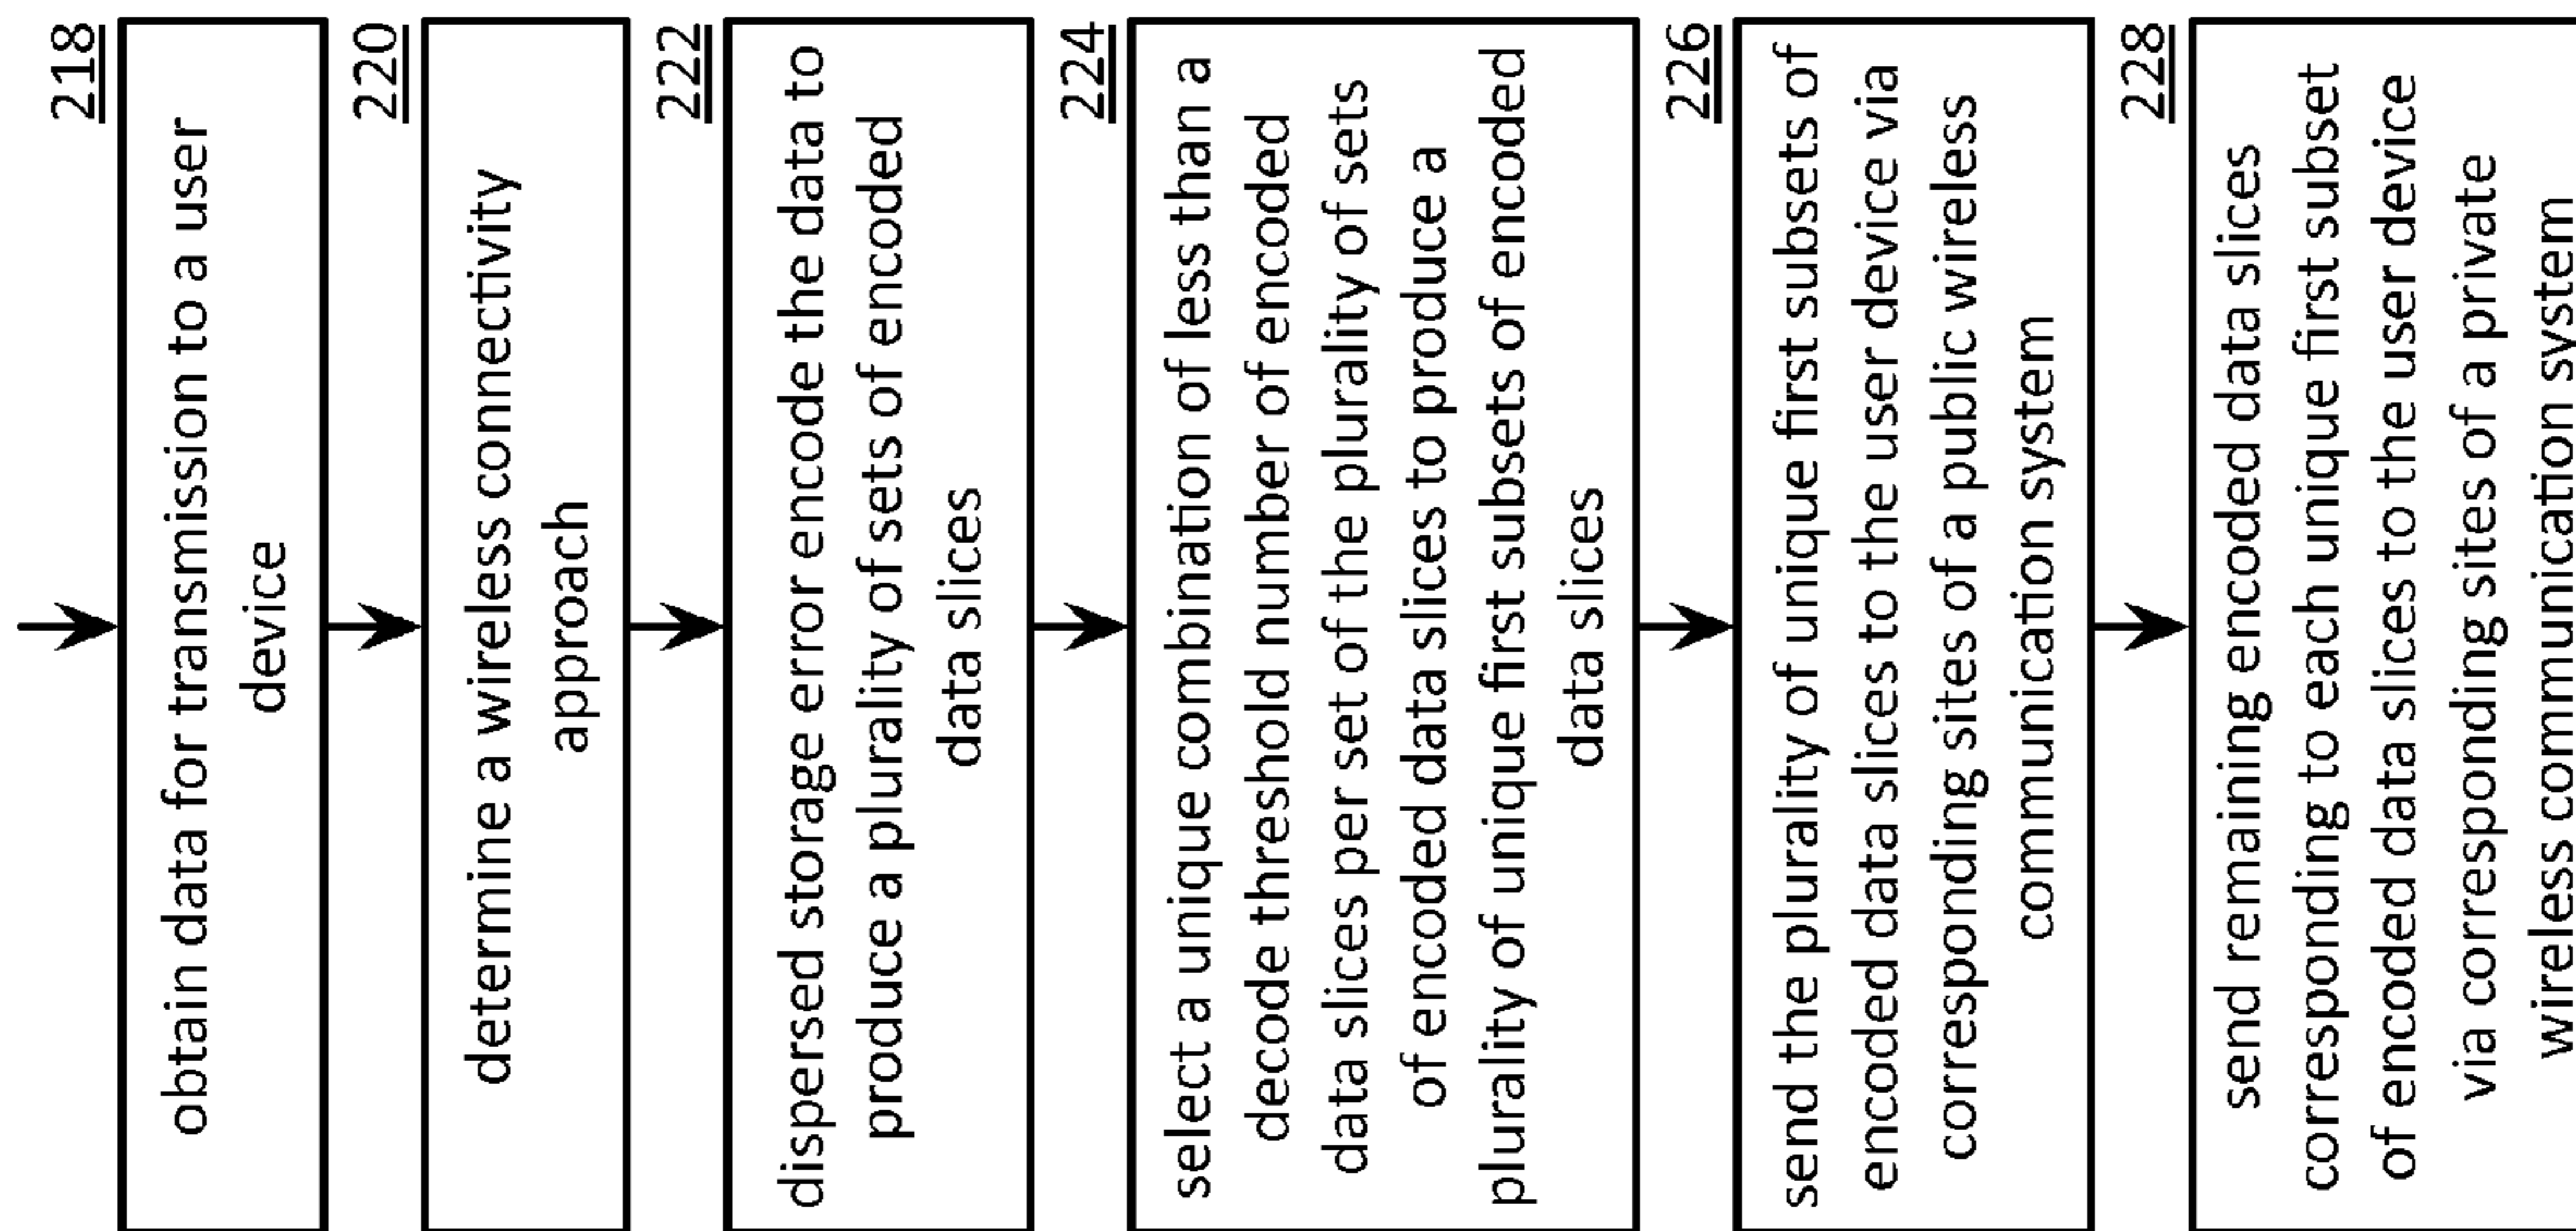 218
obtain data for transmission to a user
device
220
determine a wireless connectivity
approach
222
dispersed storage error encode the data to
produce a plurality of sets of encoded
data slices
224
select a unique combination of less than a
decode threshold number of encoded
data slices per set of the plurality of sets
of encoded data slices to produce a
plurality of unique first subsets of encoded
data slices
226
send the plurality of unique first subsets of
encoded data slices to the user device via
corresponding sites of a public wireless
communication system
228
send remaining encoded data slices
corresponding to each unique first subset
of encoded data slices to the user device
via corresponding sites of a private
wireless communication system